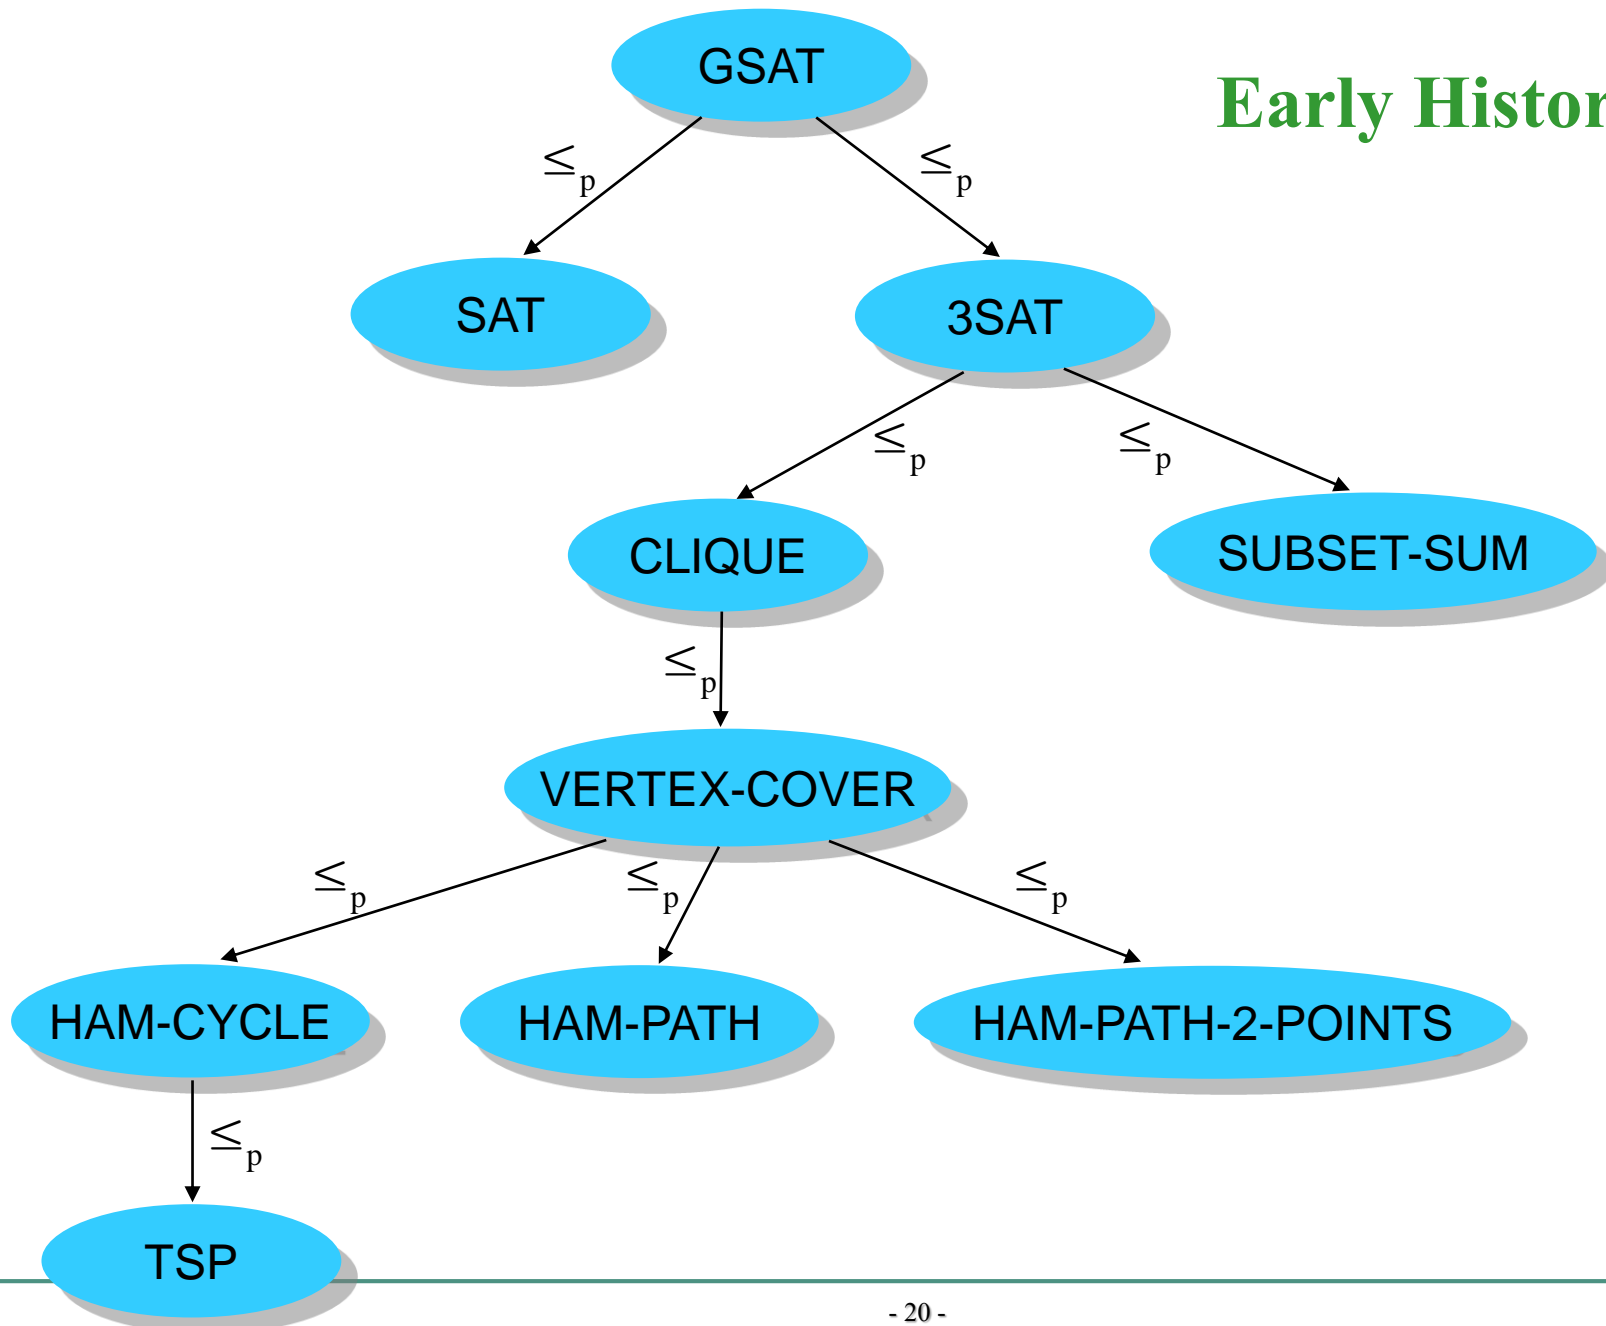 GSAT
Early Histor
≤p
≤p
SAT
3SAT
≤p
≤p
CLIQUE
SUBSET-SUM
≤p
VERTEX-COVER
≤p
≤p
≤p
HAM-CYCLE
HAM-PATH
HAM-PATH-2-POINTS
≤p
TSP
- 20 -